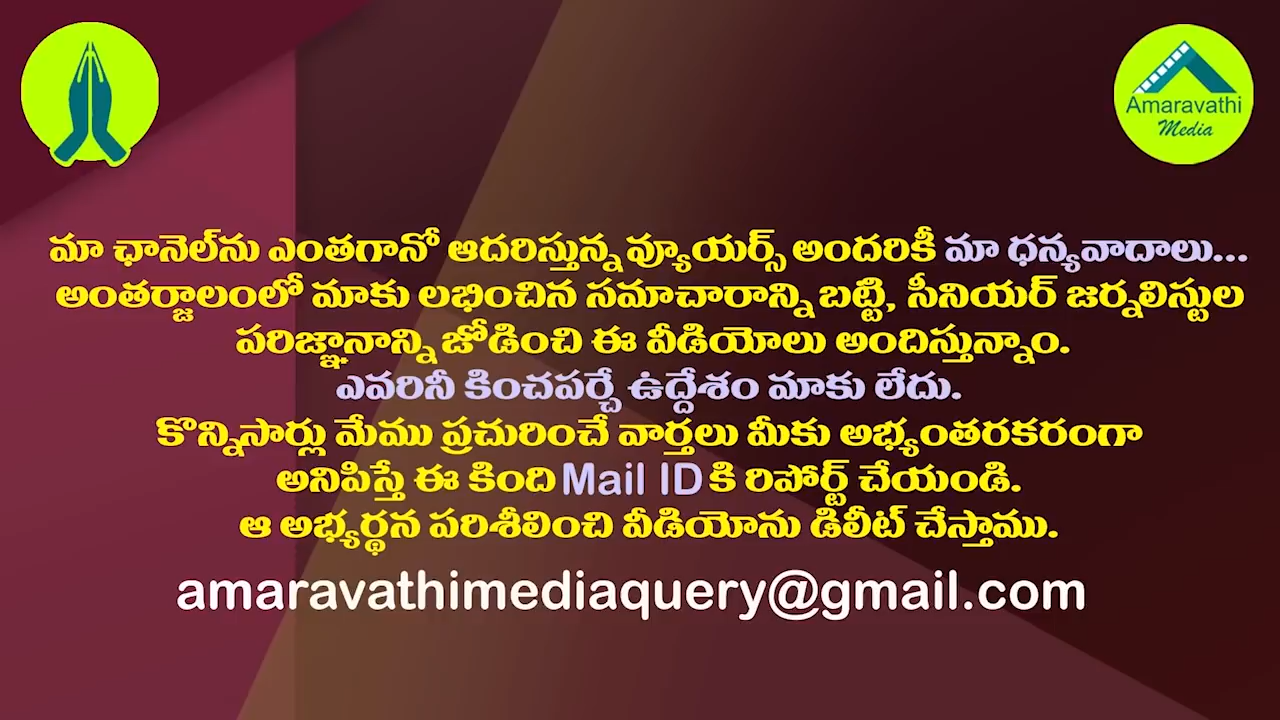 Amaravathi
Media
మా ఛానెల్‌ను ఎంతగానో ఆదరిస్తున్న వ్యూయర్స్ అందరికీ మా ధన్యవాదాలు...
అంతర్జాలంలో మాకు లభించిన సమాచారాన్ని బట్టి, సీనియర్ జర్నలిస్టుల
పరిజ్ఞానాన్ని జోడించి ఈ వీడియోలు అందిస్తున్నాం.
ఎవరినీ కించపర్చే ఉద్దేశం మాకు లేదు.
కొన్నిసార్లు మేము ప్రచురించే వార్తలు మీకు అభ్యంతరకరంగా
అనిపిస్తే ఈ కింది Mail ID కి రిపోర్ట్ చేయండి.
ఆ అభ్యర్థన పరిశీలించి వీడియోను డిలీట్ చేస్తాము.
amaravathimediaquery@gmail.com